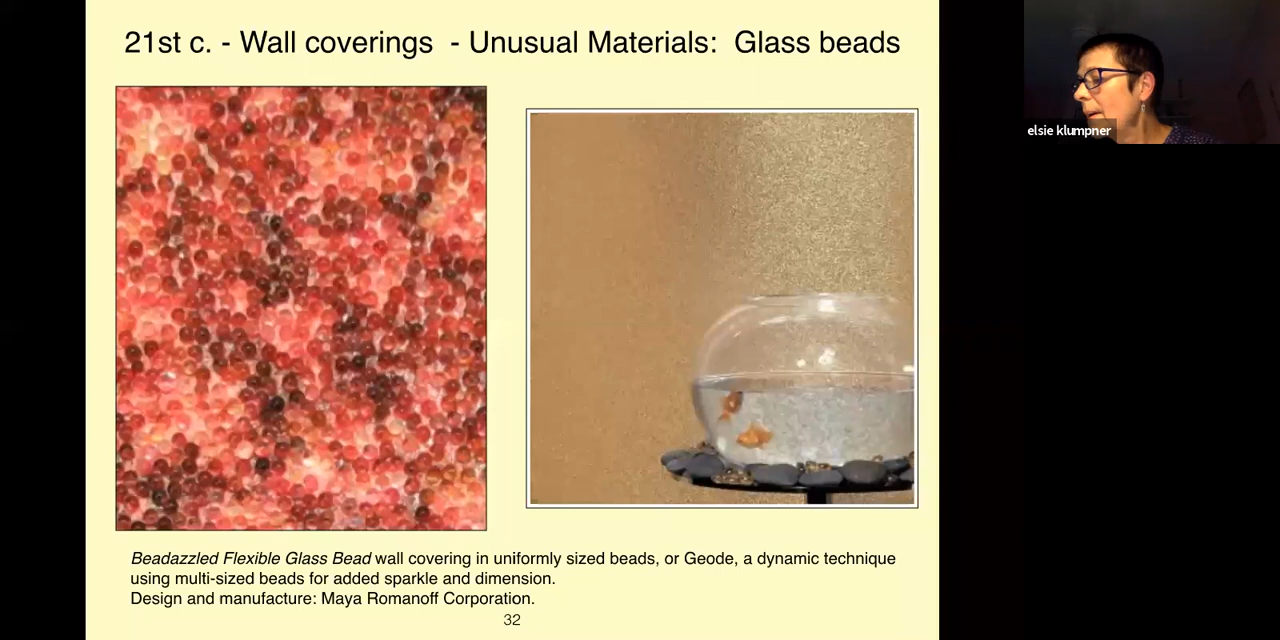 21st c. - Wall coverings - Unusual Materials: Glass beads
elsie klumpner
Beadazzled Flexible Glass Bead wall covering in uniformly sized beads, or Geode, a dynamic technique
using multi-sized beads for added sparkle and dimension.
Design and manufacture: Maya Romanoff Corporation.
32